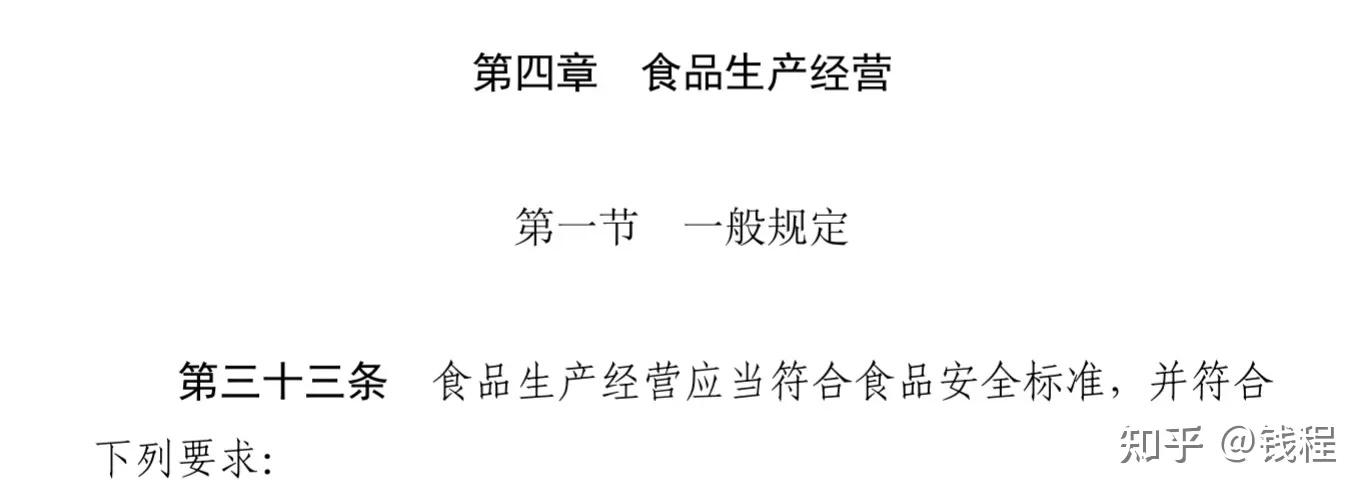 第四章　食品生产经营
第一节　一般规定
第三十三条　食品生产经营应当符合食品安全标准，并符合
下列要求：
知乎 @钱程